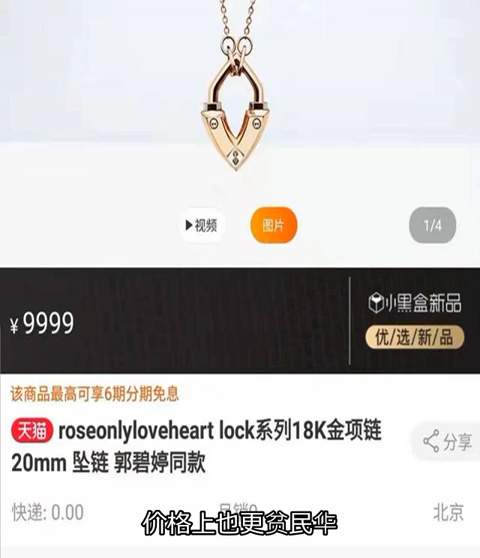 ▶视频
图片
1/4
¥9999
小黑盒新品
优/选/新/品
该商品最高可享6期分期免息
天猫 roseonlyloveheart lock系列18K金项链
20mm 坠链 郭碧婷同款
分享
快递: 0.00
月销0
北京
价格上也更贫民华